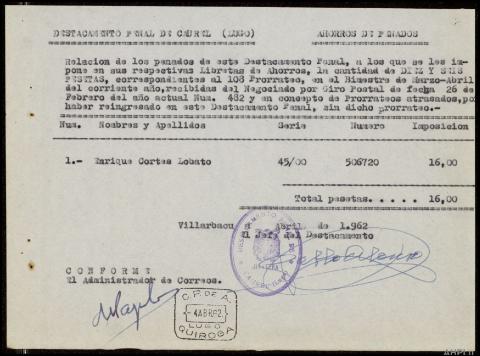 DESTACAMENTO PENAL DE CAUREL (LUGO) AHORROS DE PENADOS
Relacion de los penados de este Destacamento Penal, a los que se les im-
pone en sus respectivas Libretas de Ahorros, la cantidad de DIEZ Y SEIS
PESETAS, correspondientes al 108 Prorrateo, en el Bimestre de Marzo-Abril
del corriente año, recibidas del Negociado por Giro Postal de fecha 26 de
Febrero del año actual Num. 482 y en concepto de Prorrateos atrasados, por
haber reingresado en este Destacamento Penal, sin dicho prorrateo.-
Num. Nombres y Apellidos Serie Numero Imposicion
1.- Enrique Cortes Lobato 45/00 506720 16,00
Total pesetas. . . . . 16,00
Villarbacu Abril de 1.962
El Jefe del Destacamento
CONFORME
El Administrador de Correos.
O.P. DE A.
4 ABR 62
LUGO
QUIROGA